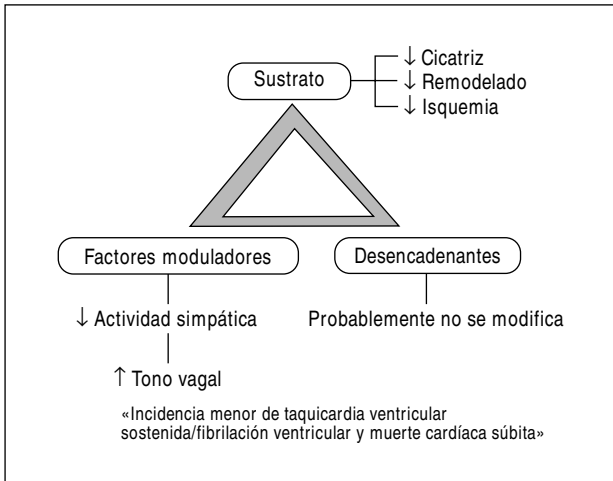 Sustrato
↓ Cicatriz
↓ Remodelado
↓ Isquemia
Factores moduladores
Desencadenantes
↓ Actividad simpática
Probablemente no se modifica
↑ Tono vagal
«Incidencia menor de taquicardia ventricular
sostenida/fibrilación ventricular y muerte cardíaca súbita»